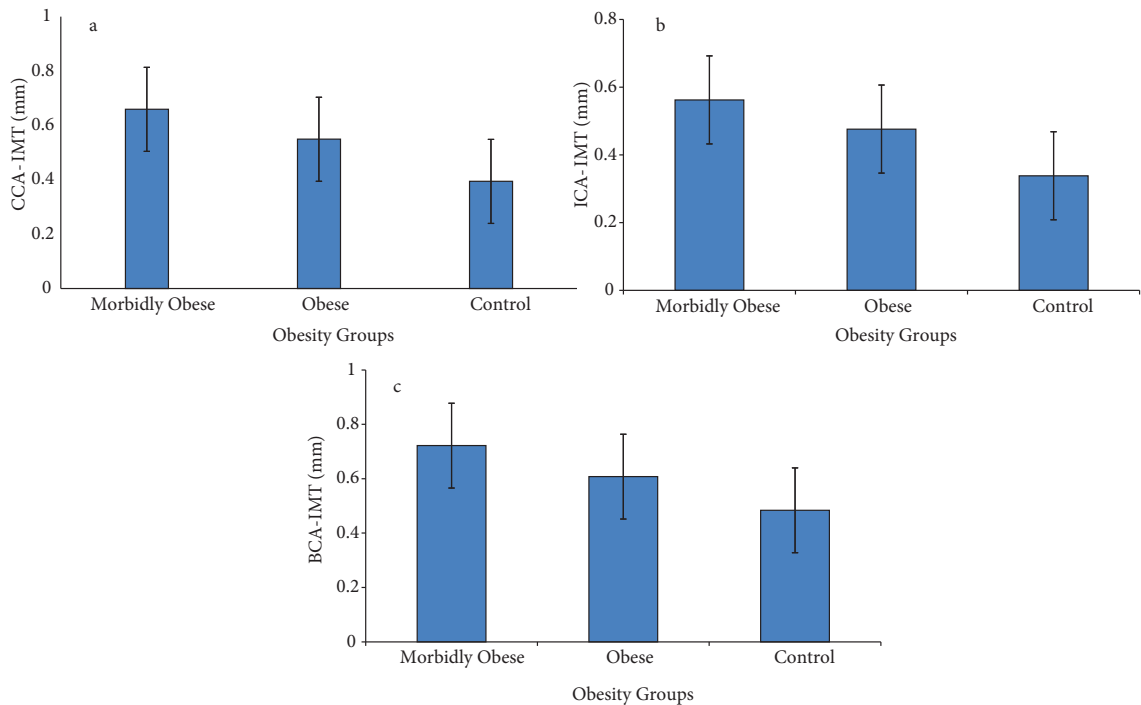 a
CCA-IMT (mm)
1
0.8
0.6
0.4
0.2
0
Morbidly Obese Obese Control
Obesity Groups
b
ICA-IMT (mm)
0.8
0.6
0.4
0.2
0
Morbidly Obese Obese Control
Obesity Groups
c
BCA-IMT (mm)
1
0.8
0.6
0.4
0.2
0
Morbidly Obese Obese Control
Obesity Groups